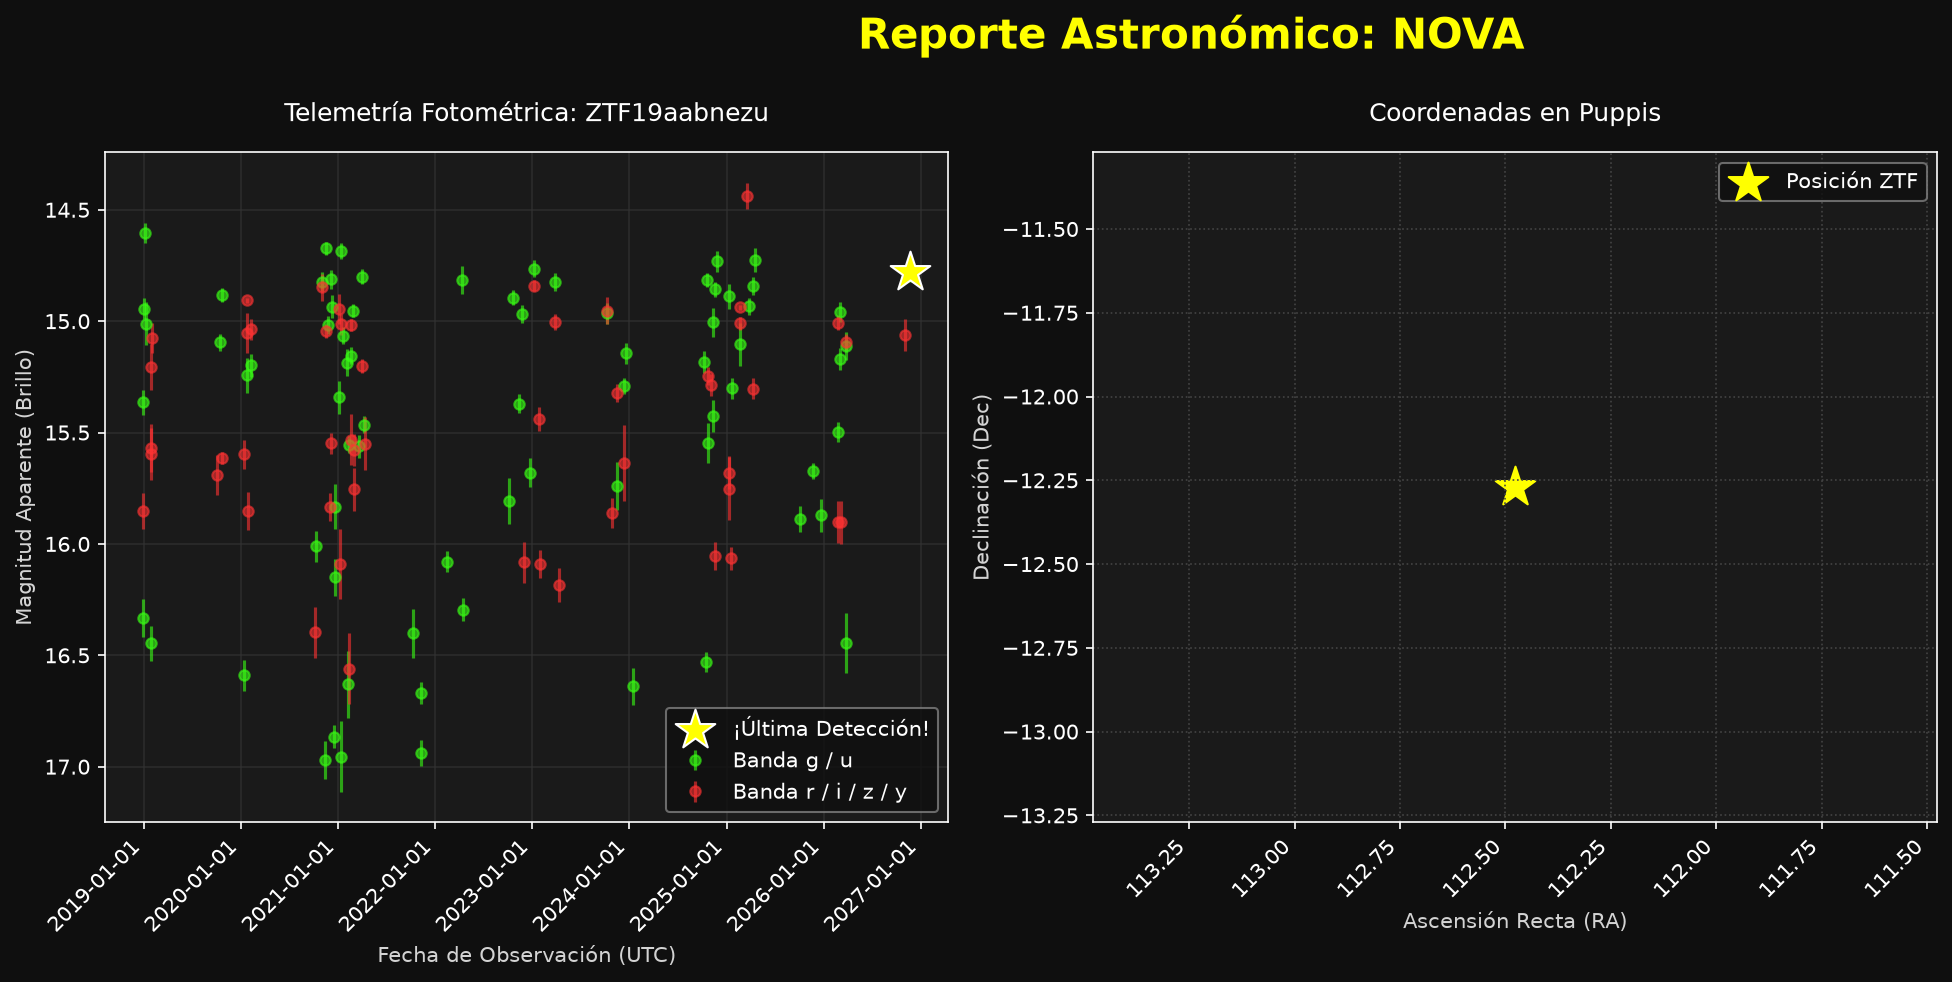 Reporte Astronómico: NOVA
Telemetría Fotométrica: ZTF19aabnezu
Magnitud Aparente (Brillo)
14.5
15.0
15.5
16.0
16.5
17.0
¡Última Detección!
Banda g / u
Banda r / i / z / y
2019-01-01
2020-01-01
2021-01-01
2022-01-01
2023-01-01
2024-01-01
2025-01-01
2026-01-01
2027-01-01
Fecha de Observación (UTC)
Coordenadas en Puppis
Posición ZTF
Declinación (Dec)
−11.50
−11.75
−12.00
−12.25
−12.50
−12.75
−13.00
−13.25
113.25
113.00
112.75
112.50
112.25
112.00
111.75
111.50
Ascensión Recta (RA)